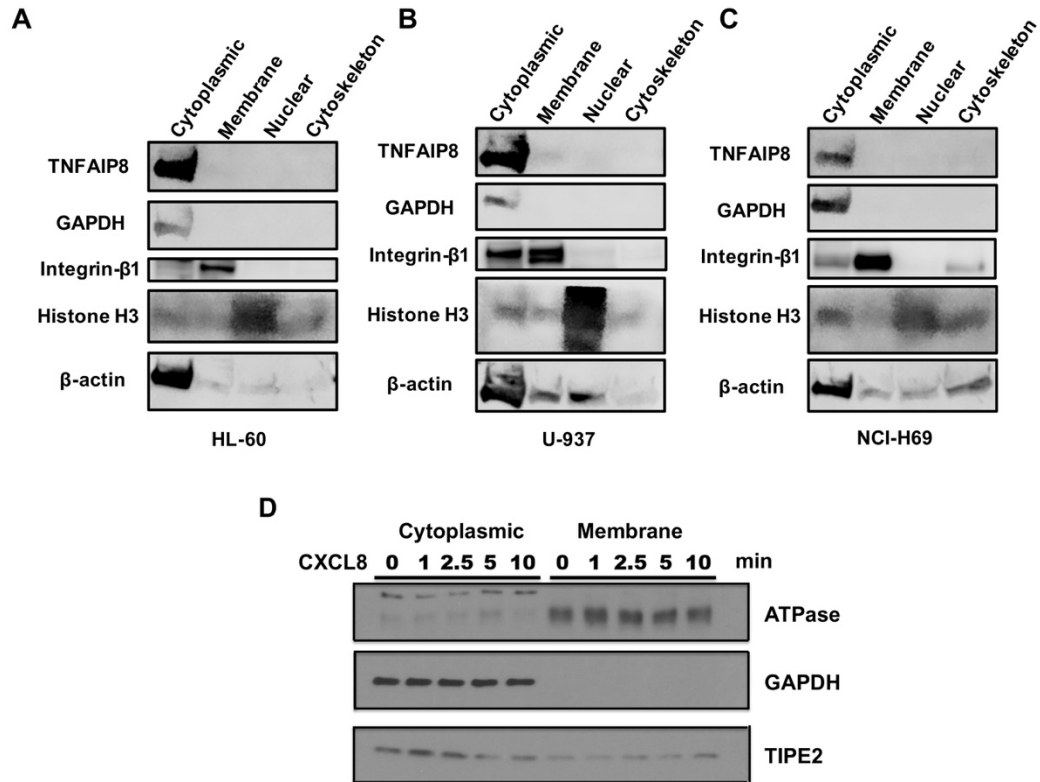 A
Cytoplasmic
Membrane
Nuclear
Cytoskeleton
TNFAIP8
GAPDH
Integrin-β1
Histone H3
β-actin
HL-60
B
Cytoplasmic
Membrane
Nuclear
Cytoskeleton
TNFAIP8
GAPDH
Integrin-β1
Histone H3
β-actin
U-937
C
Cytoplasmic
Membrane
Nuclear
Cytoskeleton
TNFAIP8
GAPDH
Integrin-β1
Histone H3
β-actin
NCI-H69
D
Cytoplasmic Membrane
CXCL8 0 1 2.5 5 10 0 1 2.5 5 10 min
ATPase
GAPDH
TIPE2